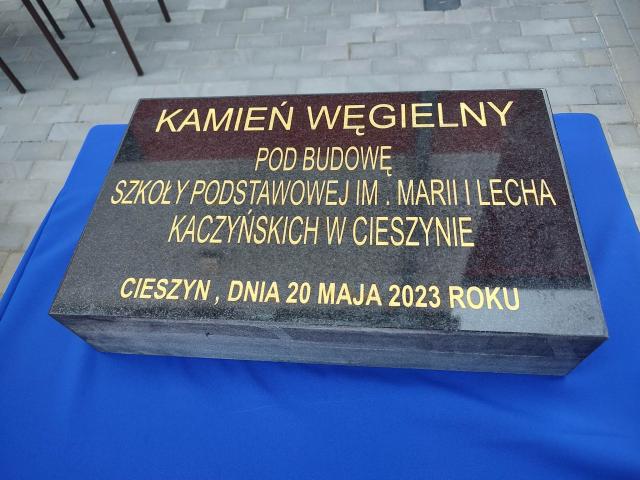 KAMIEŃ WĘGIELNY
POD BUDOWĘ
SZKOŁY PODSTAWOWEJ IM . MARII I LECHA
KACZYŃSKICH W CIESZYNIE
CIESZYN , DNIA 20 MAJA 2023 ROKU